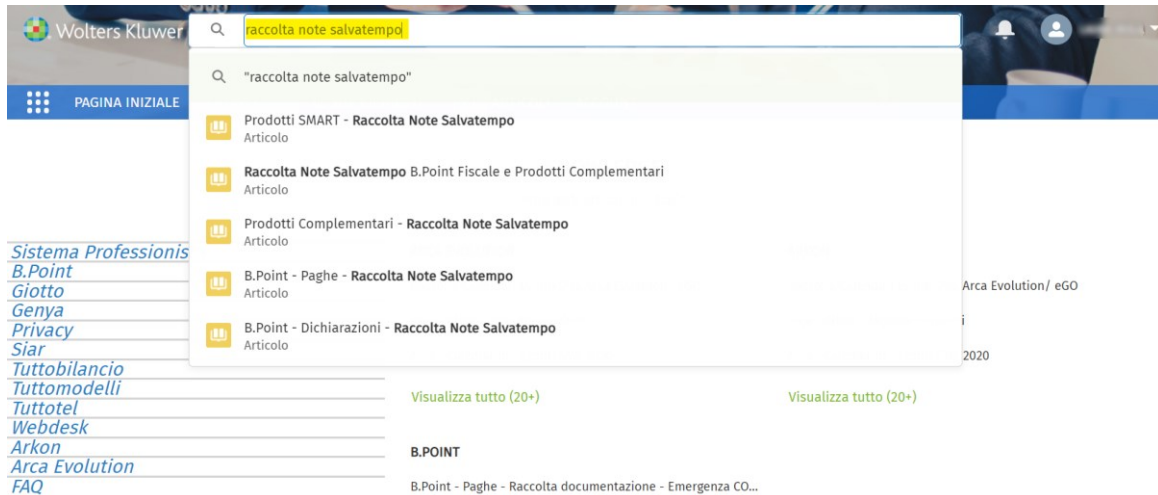 Wolters Kluwer
raccolta note salvatempo
"raccolta note salvatempo"
PAGINA INIZIALE
Prodotti SMART - Raccolta Note Salvatempo
Articolo
Raccolta Note Salvatempo B.Point Fiscale e Prodotti Complementari
Articolo
Prodotti Complementari - Raccolta Note Salvatempo
Articolo
B.Point - Paghe - Raccolta Note Salvatempo
Articolo
B.Point - Dichiarazioni - Raccolta Note Salvatempo
Articolo
Sistema Professionis
B.Point
Giotto
Genya
Privacy
Siar
Tuttobilancio
Tuttomodelli
Tuttotel
Webdesk
Arkon
Arca Evolution
FAQ
Arca Evolution/ eGO
i
2020
Visualizza tutto (20+)
Visualizza tutto (20+)
B.POINT
B.Point - Paghe - Raccolta documentazione - Emergenza CO...